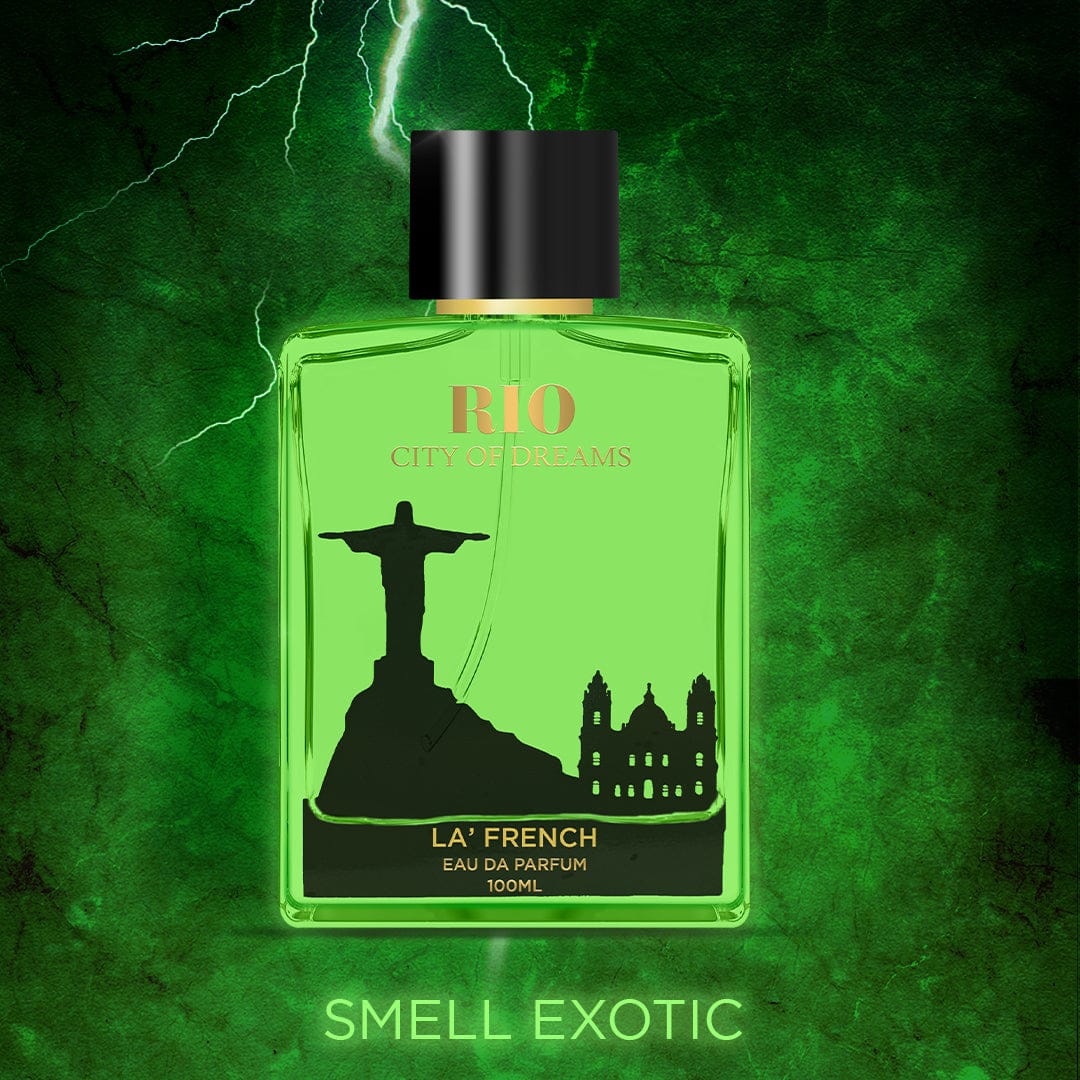 RIO
CITY OF DREAMS
LA' FRENCH
EAU DA PARFUM
100ML
SMELL EXOTIC